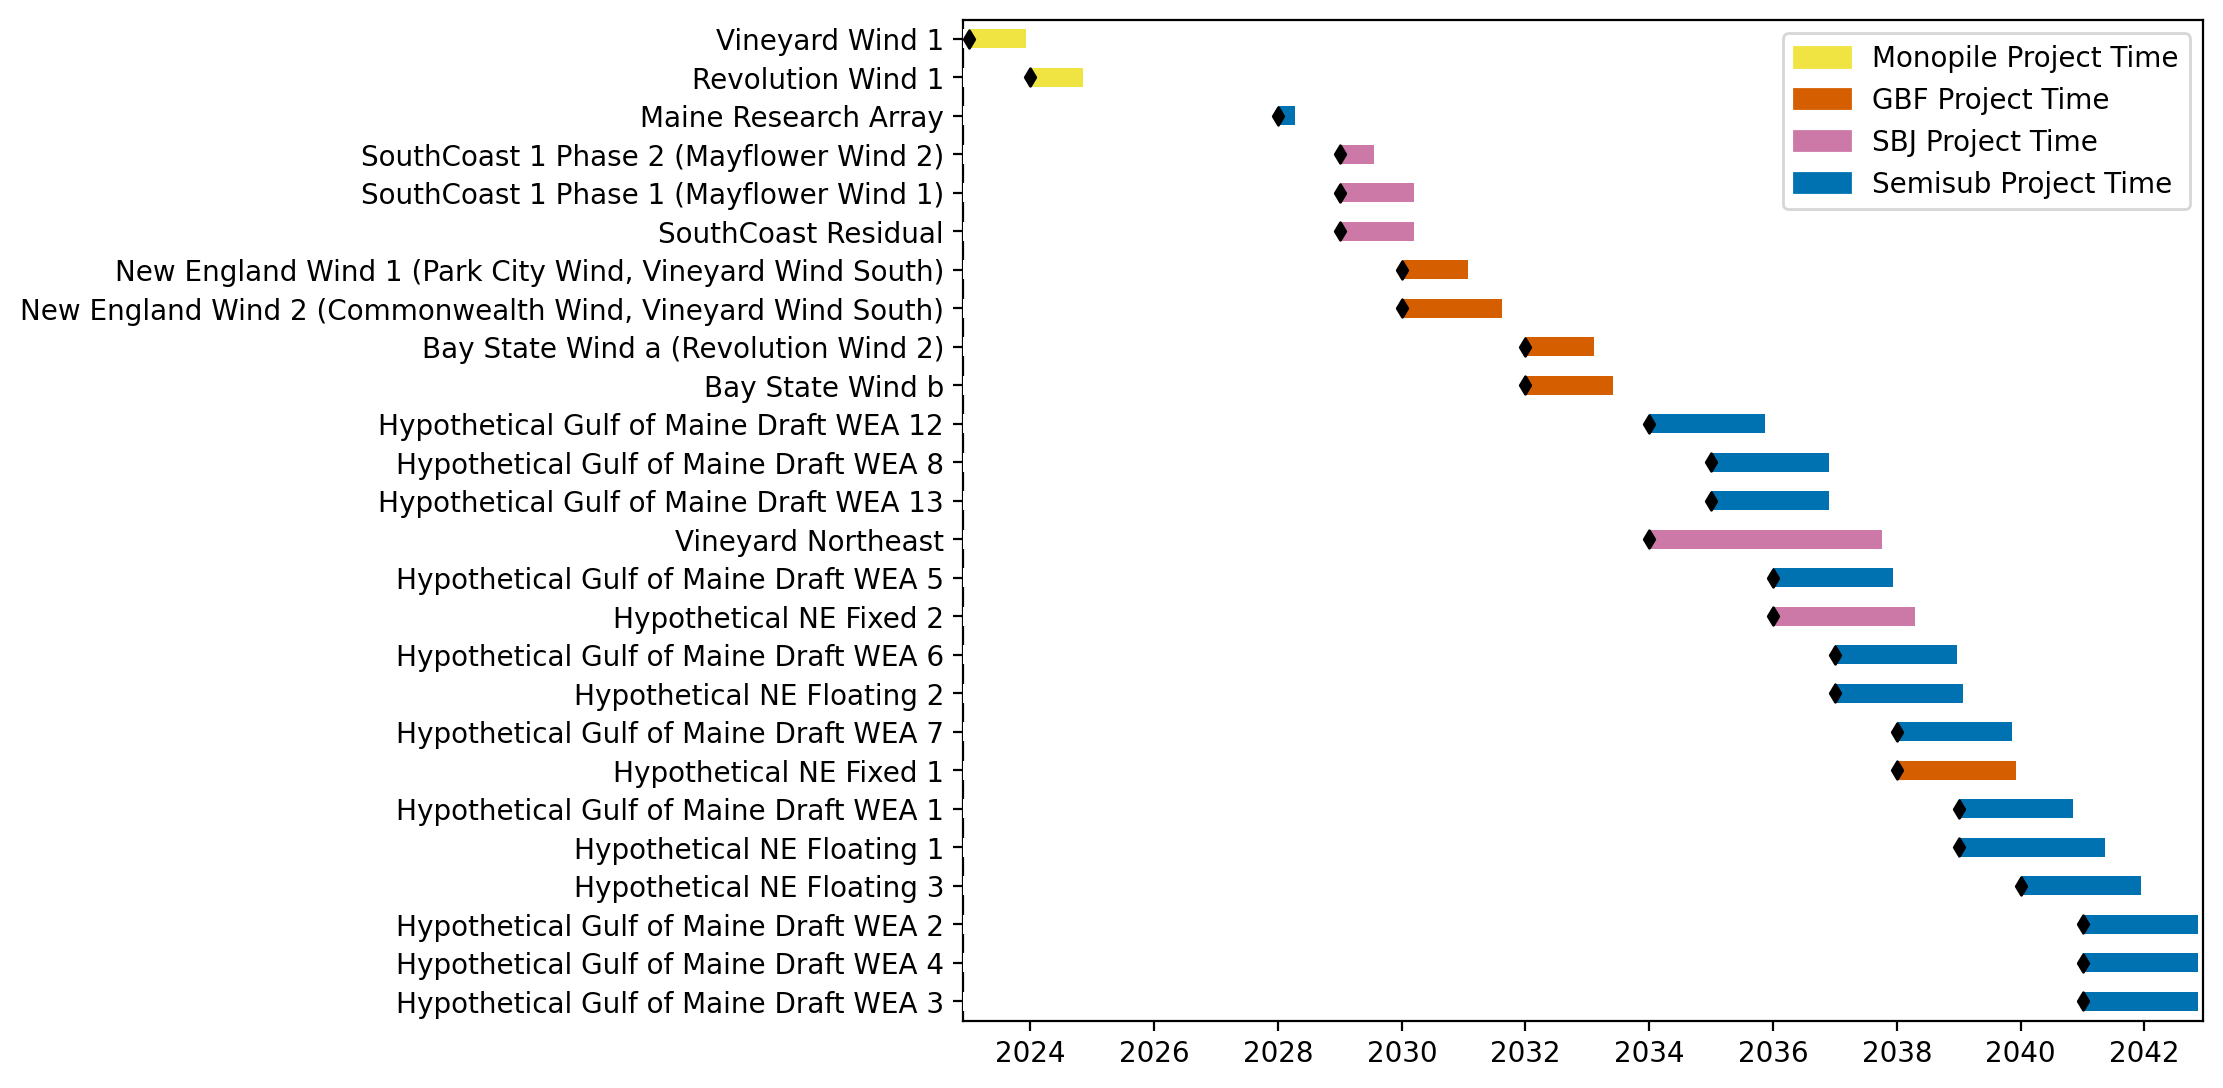 Vineyard Wind 1
Revolution Wind 1
Maine Research Array
SouthCoast 1 Phase 2 (Mayflower Wind 2)
SouthCoast 1 Phase 1 (Mayflower Wind 1)
SouthCoast Residual
New England Wind 1 (Park City Wind, Vineyard Wind South)
New England Wind 2 (Commonwealth Wind, Vineyard Wind South)
Bay State Wind a (Revolution Wind 2)
Bay State Wind b
Hypothetical Gulf of Maine Draft WEA 12
Hypothetical Gulf of Maine Draft WEA 8
Hypothetical Gulf of Maine Draft WEA 13
Vineyard Northeast
Hypothetical Gulf of Maine Draft WEA 5
Hypothetical NE Fixed 2
Hypothetical Gulf of Maine Draft WEA 6
Hypothetical NE Floating 2
Hypothetical Gulf of Maine Draft WEA 7
Hypothetical NE Fixed 1
Hypothetical Gulf of Maine Draft WEA 1
Hypothetical NE Floating 1
Hypothetical NE Floating 3
Hypothetical Gulf of Maine Draft WEA 2
Hypothetical Gulf of Maine Draft WEA 4
Hypothetical Gulf of Maine Draft WEA 3
Monopile Project Time
GBF Project Time
SBJ Project Time
Semisub Project Time
2024 2026 2028 2030 2032 2034 2036 2038 2040 2042